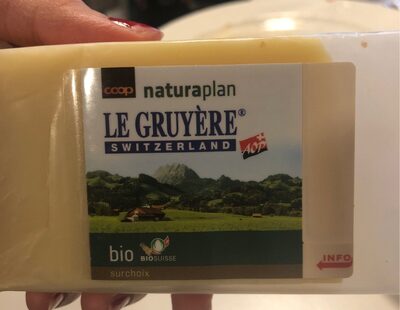 coop naturaplan
LE GRUYÈRE®
SWITZERLAND AOP
bio BIOSUISSE
surchoix
INFO